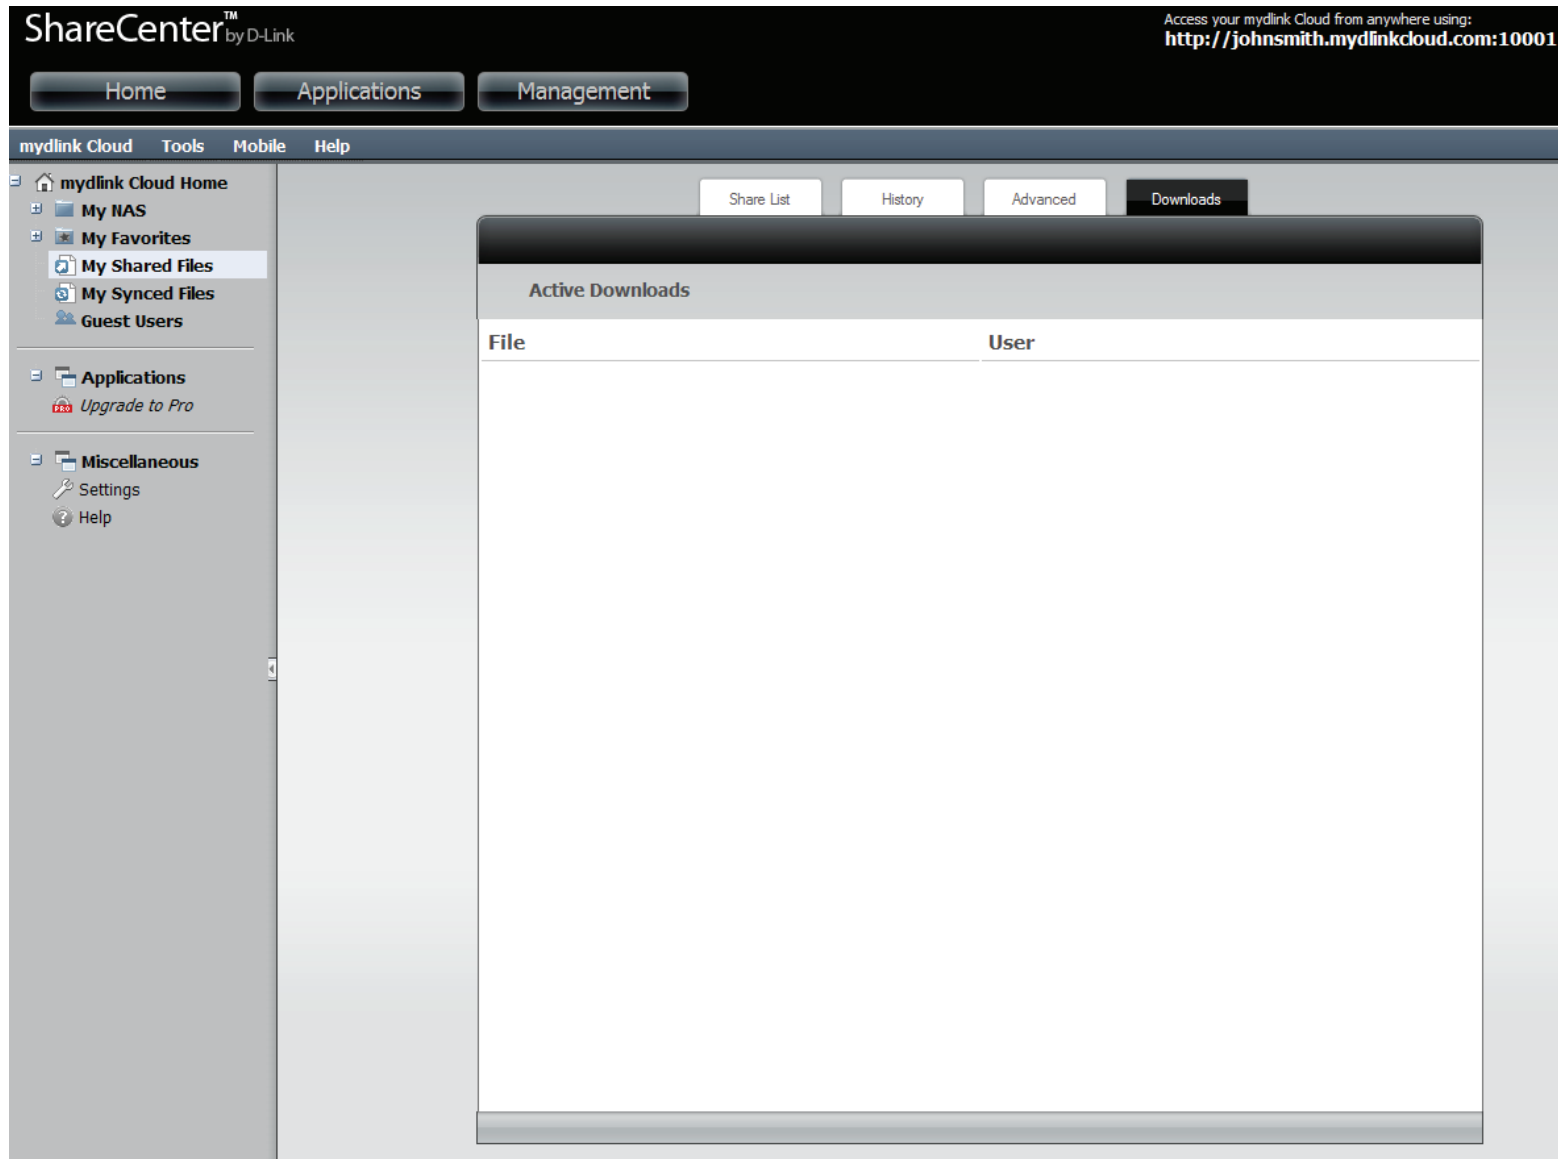 ShareCenter™ by D-Link
Access your mydlink Cloud from anywhere using:
http://johnsmith.mydlinkcloud.com:10001
Home Applications Management
mydlink Cloud Tools Mobile Help
mydlink Cloud Home
My NAS
My Favorites
My Shared Files
My Synced Files
Guest Users
Applications
PRO Upgrade to Pro
Miscellaneous
Settings
Help
Share List History Advanced Downloads
Active Downloads
File User